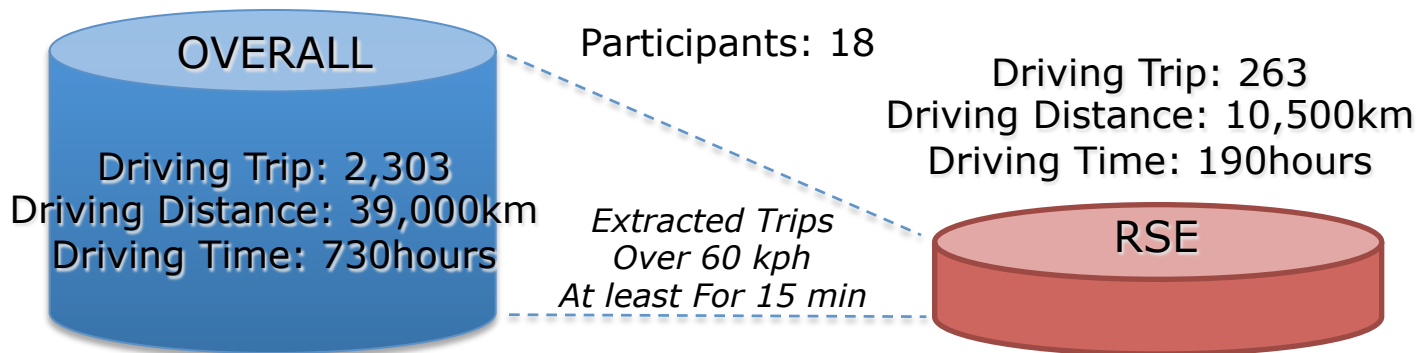 OVERALL
Driving Trip: 2,303
Driving Distance: 39,000km
Driving Time: 730hours
Participants: 18
Extracted Trips
Over 60 kph
At least For 15 min
Driving Trip: 263
Driving Distance: 10,500km
Driving Time: 190hours
RSE